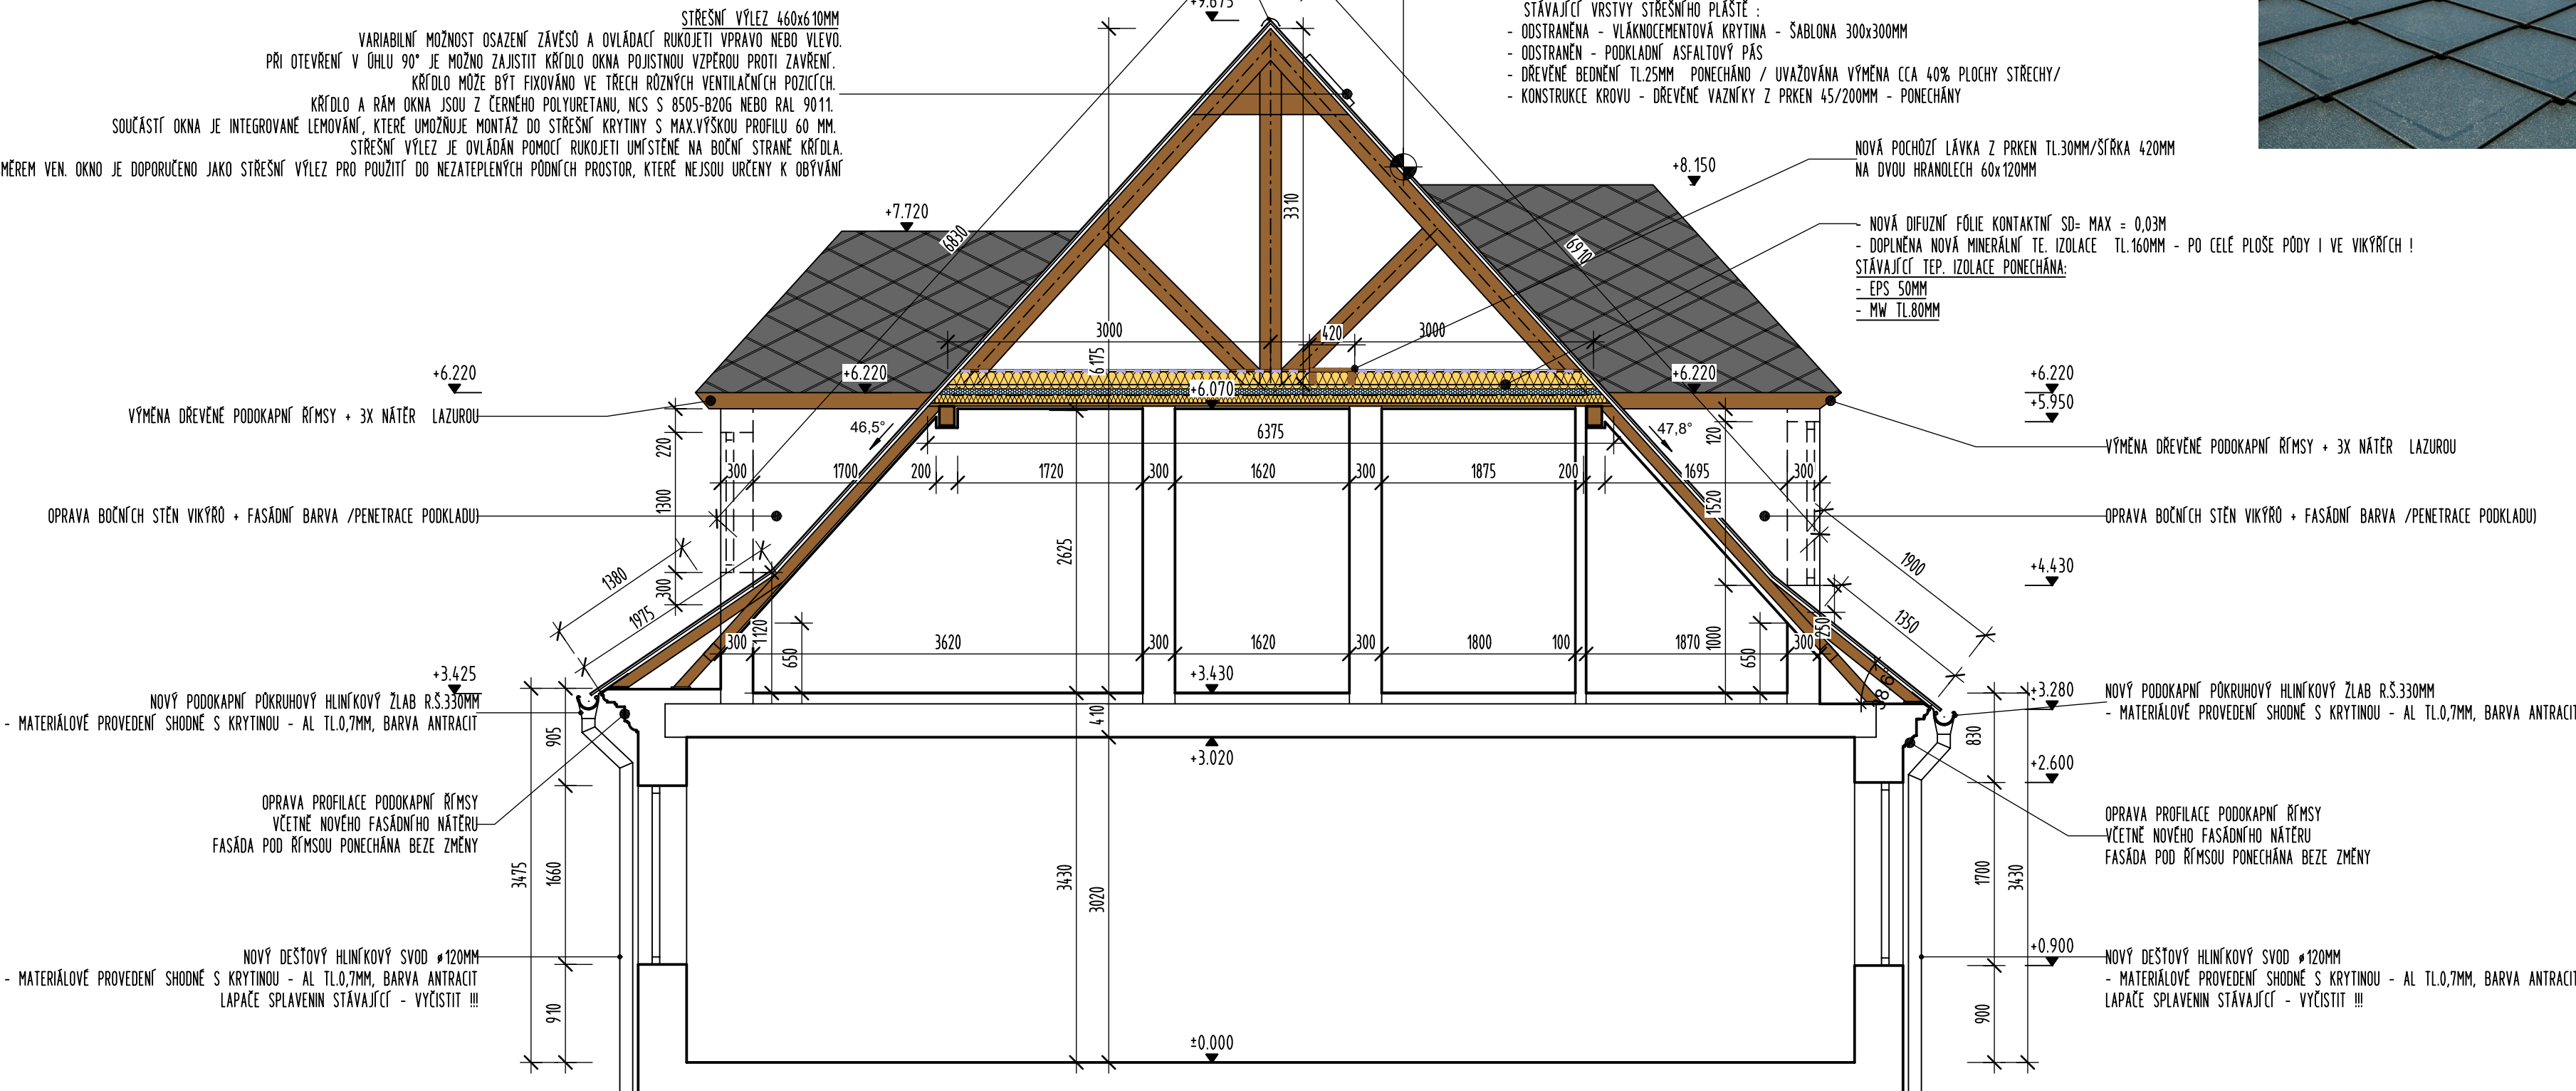 STŘEŠNÍ VÝLEZ 460x610MM
VARIABILNÍ MOŽNOST OSAZENÍ ZÁVĚSŮ A OVLÁDACÍ RUKOJETI VPRAVO NEBO VLEVO.
PŘI OTEVŘENÍ V ÚHLU 90° JE MOŽNO ZAJISTIT KŘÍDLO OKNA POJISTNOU VZPĚROU PROTI ZAVŘENÍ.
KŘÍDLO MŮŽE BÝT FIXOVÁNO VE TŘECH RŮZNÝCH VENTILAČNÍCH POZICÍCH.
KŘÍDLO A RÁM OKNA JSOU Z ČERNÉHO POLYURETANU, NCS S 8505-B20G NEBO RAL 9011.
SOUČÁSTÍ OKNA JE INTEGROVANÉ LEMOVÁNÍ, KTERÉ UMOŽŇUJE MONTÁŽ DO STŘEŠNÍ KRYTINY S MAX.VÝŠKOU PROFILU 60 MM.
STŘEŠNÍ VÝLEZ JE OVLÁDÁN POMOCÍ RUKOJETI UMÍSTĚNÉ NA BOČNÍ STRANĚ KŘÍDLA.
MĚREM VEN. OKNO JE DOPORUČENO JAKO STŘEŠNÍ VÝLEZ PRO POUŽITÍ DO NEZATEPLENÝCH PŮDNÍCH PROSTOR, KTERÉ NEJSOU URČENY K OBÝVÁNÍ
+9.675
STÁVAJÍCÍ VRSTVY STŘEŠNÍHO PLÁŠTĚ :
- ODSTRANĚNA - VLÁKNOCEMENTOVÁ KRYTINA - ŠABLONA 300x300MM
- ODSTRANĚN - PODKLADNÍ ASFALTOVÝ PÁS
- DŘEVĚNÉ BEDNĚNÍ TL.25MM PONECHÁNO / UVAŽOVÁNA VÝMĚNA CCA 40% PLOCHY STŘECHY/
- KONSTRUKCE KROVU - DŘEVĚNÉ VAZNÍKY Z PRKEN 45/200MM - PONECHÁNY
NOVÁ POCHŮZÍ LÁVKA Z PRKEN TL.30MM/ŠÍŘKA 420MM
NA DVOU HRANOLECH 60x120MM
+8.150
+7.720
6830
3310
6910
- NOVÁ DIFUZNÍ FÓLIE KONTAKTNÍ SD= MAX = 0,03M
- DOPLNĚNA NOVÁ MINERÁLNÍ TE. IZOLACE TL.160MM - PO CELÉ PLOŠE PŮDY I VE VIKÝŘÍCH !
STÁVAJÍCÍ TEP. IZOLACE PONECHÁNA:
- EPS 50MM
- MW TL.80MM
3000
420
3000
6175
+6.220
+6.220
+6.070
+6.220
+6.220
+5.950
VÝMĚNA DŘEVĚNÉ PODOKAPNÍ ŘÍMSY + 3X NÁTĚR LAZUROU
46,5°
6375
47,8°
120
VÝMĚNA DŘEVĚNÉ PODOKAPNÍ ŘÍMSY + 3X NÁTĚR LAZUROU
220
300
1700
200
1720
300
1620
300
1875
200
1695
300
1300
1520
OPRAVA BOČNÍCH STĚN VIKÝŘŮ + FASÁDNÍ BARVA /PENETRACE PODKLADU)
OPRAVA BOČNÍCH STĚN VIKÝŘŮ + FASÁDNÍ BARVA /PENETRACE PODKLADU)
2625
1380
300
1975
1900
+4.430
1350
250
1120
300
650
3620
300
1620
300
1800
100
1870
1000
650
300
+3.425
+3.430
38,6°
+3.280
NOVÝ PODOKAPNÍ PŮKRUHOVÝ HLINÍKOVÝ ŽLAB R.Š.330MM
- MATERIÁLOVÉ PROVEDENÍ SHODNÉ S KRYTINOU - AL TL.0,7MM, BARVA ANTRACIT
NOVÝ PODOKAPNÍ PŮKRUHOVÝ HLINÍKOVÝ ŽLAB R.Š.330MM
- MATERIÁLOVÉ PROVEDENÍ SHODNÉ S KRYTINOU - AL TL.0,7MM, BARVA ANTRACIT
905
410
830
+3.020
+2.600
OPRAVA PROFILACE PODOKAPNÍ ŘÍMSY
VČETNĚ NOVÉHO FASÁDNÍHO NÁTĚRU
FASÁDA POD ŘÍMSOU PONECHÁNA BEZE ZMĚNY
OPRAVA PROFILACE PODOKAPNÍ ŘÍMSY
VČETNĚ NOVÉHO FASÁDNÍHO NÁTĚRU
FASÁDA POD ŘÍMSOU PONECHÁNA BEZE ZMĚNY
3475
1660
3430
3020
1700
3430
+0.900
NOVÝ DEŠŤOVÝ HLINÍKOVÝ SVOD ø120MM
- MATERIÁLOVÉ PROVEDENÍ SHODNÉ S KRYTINOU - AL TL.0,7MM, BARVA ANTRACIT
LAPAČE SPLAVENIN STÁVAJÍCÍ - VYČISTIT !!!
NOVÝ DEŠŤOVÝ HLINÍKOVÝ SVOD ø120MM
- MATERIÁLOVÉ PROVEDENÍ SHODNÉ S KRYTINOU - AL TL.0,7MM, BARVA ANTRACIT
LAPAČE SPLAVENIN STÁVAJÍCÍ - VYČISTIT !!!
910
900
±0.000